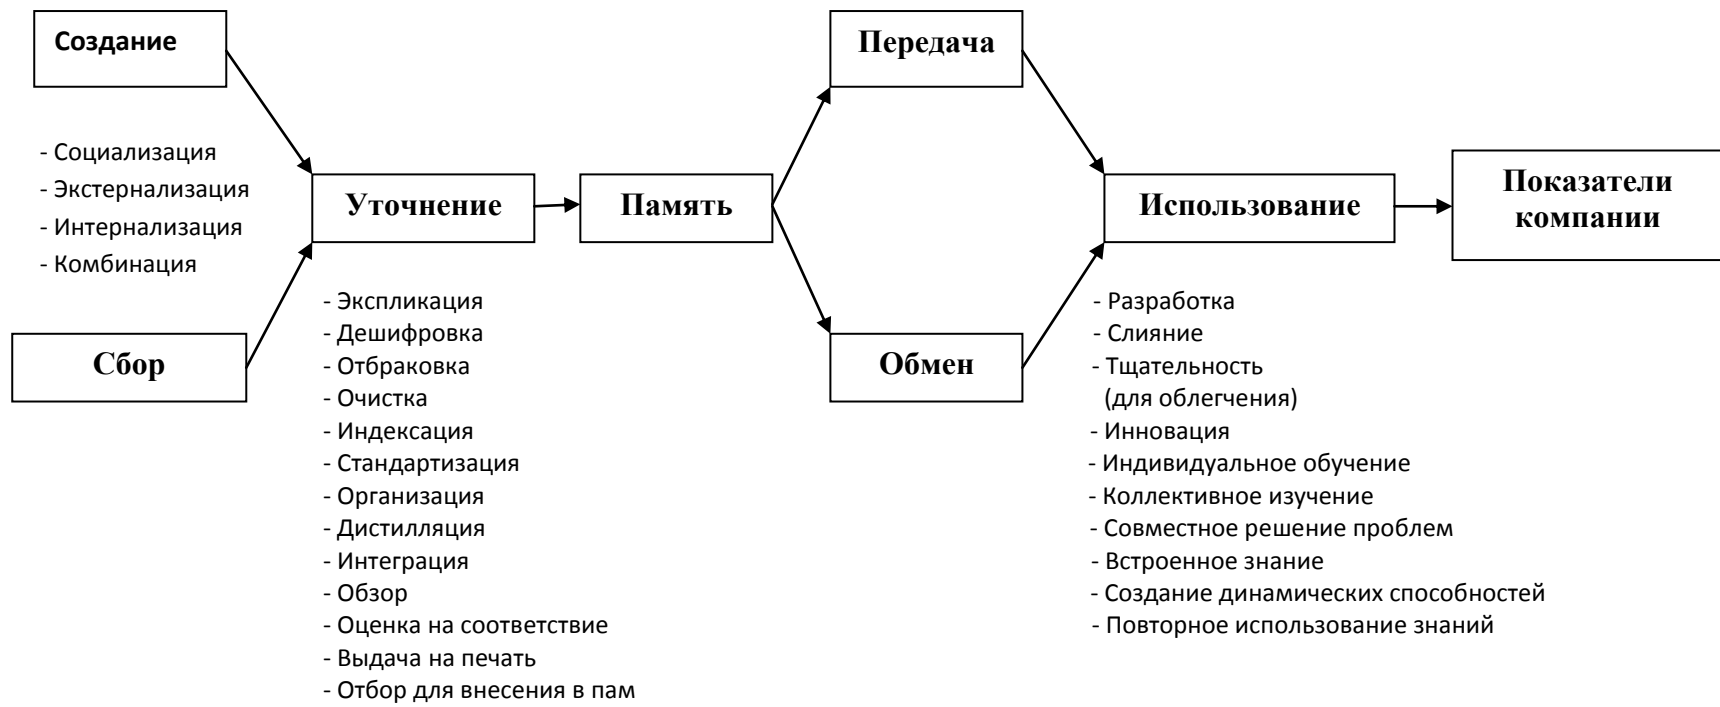 Создание
- Социализация
- Экстернализация
- Интернализация
- Комбинация
Сбор
Уточнение
- Экспликация
- Дешифровка
- Отбраковка
- Очистка
- Индексация
- Стандартизация
- Организация
- Дистилляция
- Интеграция
- Обзор
- Оценка на соответствие
- Выдача на печать
- Отбор для внесения в пам
Память
Передача
Обмен
Использование
- Разработка
- Слияние
- Тщательность
(для облегчения)
- Инновация
- Индивидуальное обучение
- Коллективное изучение
- Совместное решение проблем
- Встроенное знание
- Создание динамических способностей
- Повторное использование знаний
Показатели
компании